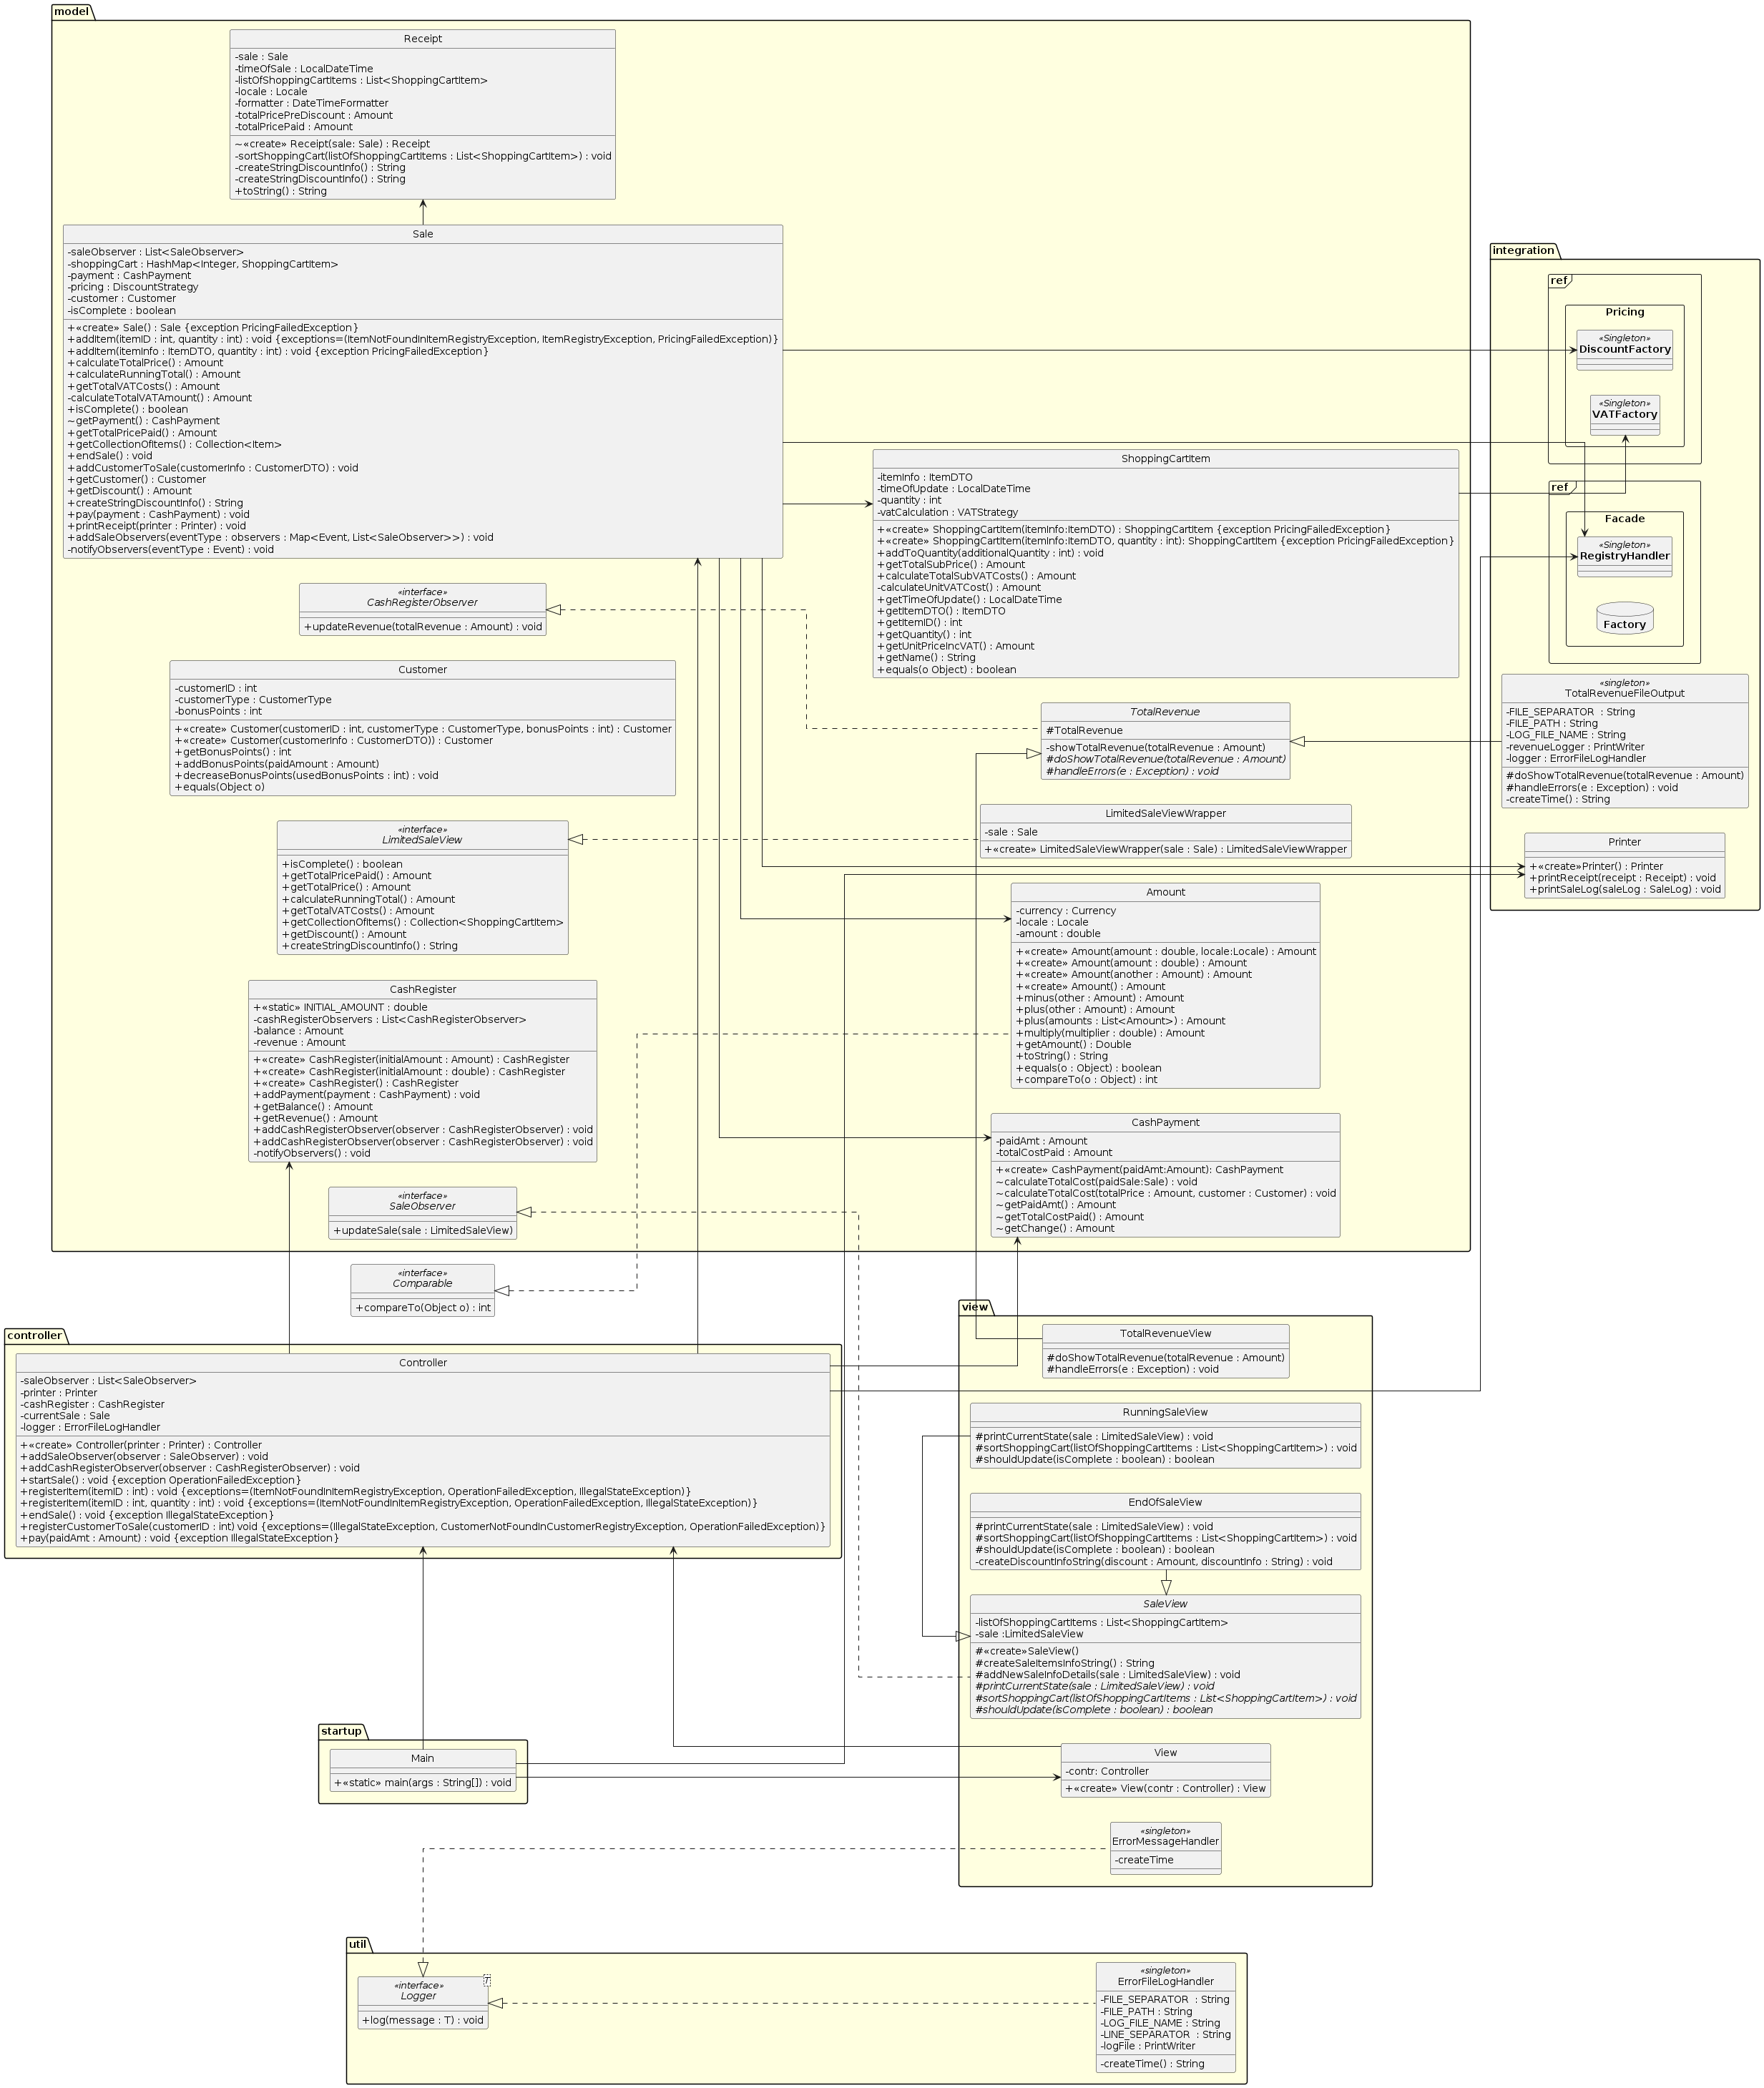 model
Receipt
-sale : Sale
-timeOfSale : LocalDateTime
-listOfShoppingCartItems : List<ShoppingCartItem>
-locale : Locale
-formatter : DateTimeFormatter
-totalPricePreDiscount : Amount
-totalPricePaid : Amount
~«create» Receipt(sale: Sale) : Receipt
-sortShoppingCart(listOfShoppingCartItems : List<ShoppingCartItem>) : void
-createStringDiscountInfo() : String
-createStringDiscountInfo() : String
+toString() : String
Sale
-saleObserver : List<SaleObserver>
-shoppingCart : HashMap<Integer, ShoppingCartItem>
-payment : CashPayment
-pricing : DiscountStrategy
-customer : Customer
-isComplete : boolean
+«create» Sale() : Sale {exception PricingFailedException}
+addItem(itemID : int, quantity : int) : void {exceptions=(ItemNotFoundInItemRegistryException, ItemRegistryException, PricingFailedException)}
+addItem(itemInfo : ItemDTO, quantity : int) : void {exception PricingFailedException}
+calculateTotalPrice() : Amount
+calculateRunningTotal() : Amount
+getTotalVATCosts() : Amount
-calculateTotalVATAmount() : Amount
+isComplete() : boolean
~getPayment() : CashPayment
+getTotalPricePaid() : Amount
+getCollectionOfItems() : Collection<Item>
+endSale() : void
+addCustomerToSale(customerInfo : CustomerDTO) : void
+getCustomer() : Customer
+getDiscount() : Amount
+createStringDiscountInfo() : String
+pay(payment : CashPayment) : void
+printReceipt(printer : Printer) : void
+addSaleObservers(eventType : observers : Map<Event, List<SaleObserver>>) : void
-notifyObservers(eventType : Event) : void
«interface»
CashRegisterObserver
+updateRevenue(totalRevenue : Amount) : void
Customer
-customerID : int
-customerType : CustomerType
-bonusPoints : int
+«create» Customer(customerID : int, customerType : CustomerType, bonusPoints : int) : Customer
+«create» Customer(customerInfo : CustomerDTO)) : Customer
+getBonusPoints() : int
+addBonusPoints(paidAmount : Amount)
+decreaseBonusPoints(usedBonusPoints : int) : void
+equals(Object o)
«interface»
LimitedSaleView
+isComplete() : boolean
+getTotalPricePaid() : Amount
+getTotalPrice() : Amount
+calculateRunningTotal() : Amount
+getTotalVATCosts() : Amount
+getCollectionOfItems() : Collection<ShoppingCartItem>
+getDiscount() : Amount
+createStringDiscountInfo() : String
CashRegister
+«static» INITIAL_AMOUNT : double
-cashRegisterObservers : List<CashRegisterObserver>
-balance : Amount
-revenue : Amount
+«create» CashRegister(initialAmount : Amount) : CashRegister
+«create» CashRegister(initialAmount : double) : CashRegister
+«create» CashRegister() : CashRegister
+addPayment(payment : CashPayment) : void
+getBalance() : Amount
+getRevenue() : Amount
+addCashRegisterObserver(observer : CashRegisterObserver) : void
+addCashRegisterObserver(observer : CashRegisterObserver) : void
-notifyObservers() : void
«interface»
SaleObserver
+updateSale(sale : LimitedSaleView)
ShoppingCartItem
-itemInfo : ItemDTO
-timeOfUpdate : LocalDateTime
-quantity : int
-vatCalculation : VATStrategy
+«create» ShoppingCartItem(itemInfo:ItemDTO) : ShoppingCartItem {exception PricingFailedException}
+«create» ShoppingCartItem(itemInfo:ItemDTO, quantity : int): ShoppingCartItem {exception PricingFailedException}
+addToQuantity(additionalQuantity : int) : void
+getTotalSubPrice() : Amount
+calculateTotalSubVATCosts() : Amount
-calculateUnitVATCost() : Amount
+getTimeOfUpdate() : LocalDateTime
+getItemDTO() : ItemDTO
+getItemID() : int
+getQuantity() : int
+getUnitPriceIncVAT() : Amount
+getName() : String
+equals(o Object) : boolean
TotalRevenue
#TotalRevenue
-showTotalRevenue(totalRevenue : Amount)
#doShowTotalRevenue(totalRevenue : Amount)
#handleErrors(e : Exception) : void
LimitedSaleViewWrapper
-sale : Sale
+«create» LimitedSaleViewWrapper(sale : Sale) : LimitedSaleViewWrapper
Amount
-currency : Currency
-locale : Locale
-amount : double
+«create» Amount(amount : double, locale:Locale) : Amount
+«create» Amount(amount : double) : Amount
+«create» Amount(another : Amount) : Amount
+«create» Amount() : Amount
+minus(other : Amount) : Amount
+plus(other : Amount) : Amount
+plus(amounts : List<Amount>) : Amount
+multiply(multiplier : double) : Amount
+getAmount() : Double
+toString() : String
+equals(o : Object) : boolean
+compareTo(o : Object) : int
CashPayment
-paidAmt : Amount
-totalCostPaid : Amount
+«create» CashPayment(paidAmt:Amount): CashPayment
~calculateTotalCost(paidSale:Sale) : void
~calculateTotalCost(totalPrice : Amount, customer : Customer) : void
~getPaidAmt() : Amount
~getTotalCostPaid() : Amount
~getChange() : Amount
integration
ref
Pricing
«Singleton»
DiscountFactory
«Singleton»
VATFactory
ref
Facade
«Singleton»
RegistryHandler
Factory
«singleton»
TotalRevenueFileOutput
-FILE_SEPARATOR : String
-FILE_PATH : String
-LOG_FILE_NAME : String
-revenueLogger : PrintWriter
-logger : ErrorFileLogHandler
#doShowTotalRevenue(totalRevenue : Amount)
#handleErrors(e : Exception) : void
-createTime() : String
Printer
+«create»Printer() : Printer
+printReceipt(receipt : Receipt) : void
+printSaleLog(saleLog : SaleLog) : void
«interface»
Comparable
+compareTo(Object o) : int
controller
Controller
-saleObserver : List<SaleObserver>
-printer : Printer
-cashRegister : CashRegister
-currentSale : Sale
-logger : ErrorFileLogHandler
+«create» Controller(printer : Printer) : Controller
+addSaleObserver(observer : SaleObserver) : void
+addCashRegisterObserver(observer : CashRegisterObserver) : void
+startSale() : void {exception OperationFailedException}
+registerItem(itemID : int) : void {exceptions=(ItemNotFoundInItemRegistryException, OperationFailedException, IllegalStateException)}
+registerItem(itemID : int, quantity : int) : void {exceptions=(ItemNotFoundInItemRegistryException, OperationFailedException, IllegalStateException)}
+endSale() : void {exception IllegalStateException}
+registerCustomerToSale(customerID : int) void {exceptions=(IllegalStateException, CustomerNotFoundInCustomerRegistryException, OperationFailedException)}
+pay(paidAmt : Amount) : void {exception IllegalStateException}
view
TotalRevenueView
#doShowTotalRevenue(totalRevenue : Amount)
#handleErrors(e : Exception) : void
RunningSaleView
#printCurrentState(sale : LimitedSaleView) : void
#sortShoppingCart(listOfShoppingCartItems : List<ShoppingCartItem>) : void
#shouldUpdate(isComplete : boolean) : boolean
EndOfSaleView
#printCurrentState(sale : LimitedSaleView) : void
#sortShoppingCart(listOfShoppingCartItems : List<ShoppingCartItem>) : void
#shouldUpdate(isComplete : boolean) : boolean
-createDiscountInfoString(discount : Amount, discountInfo : String) : void
SaleView
-listOfShoppingCartItems : List<ShoppingCartItem>
-sale :LimitedSaleView
#«create»SaleView()
#createSaleItemsInfoString() : String
#addNewSaleInfoDetails(sale : LimitedSaleView) : void
#printCurrentState(sale : LimitedSaleView) : void
#sortShoppingCart(listOfShoppingCartItems : List<ShoppingCartItem>) : void
#shouldUpdate(isComplete : boolean) : boolean
View
-contr: Controller
+«create» View(contr : Controller) : View
«singleton»
ErrorMessageHandler
-createTime
startup
Main
+«static» main(args : String[]) : void
util
«interface»
Logger
T
+log(message : T) : void
«singleton»
ErrorFileLogHandler
-FILE_SEPARATOR : String
-FILE_PATH : String
-LOG_FILE_NAME : String
-LINE_SEPARATOR : String
-logFile : PrintWriter
-createTime() : String